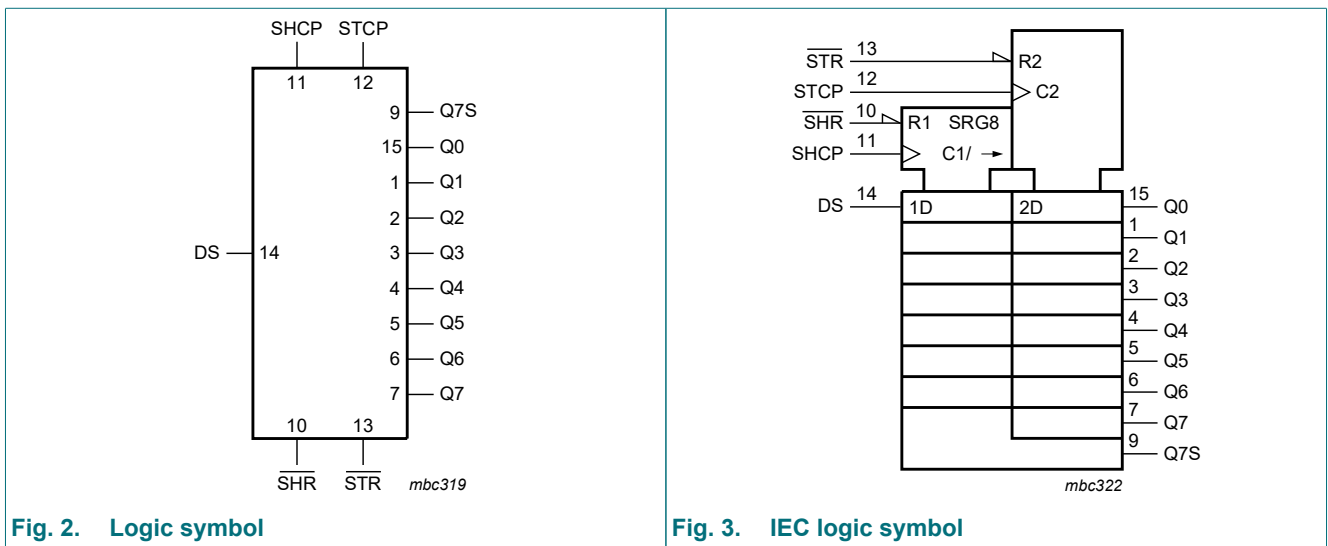 SHCP STCP
11 12
9 Q7S
15 Q0
1 Q1
2 Q2
DS 14 3 Q3
4 Q4
5 Q5
6 Q6
7 Q7
10 13
SHR STR mbc319
Fig. 2. Logic symbol
STR 13 R2
STCP 12 C2
SHR 10 R1 SRG8
SHCP 11 C1/ →
DS 14 1D 2D 15 Q0
1 Q1
2 Q2
3 Q3
4 Q4
5 Q5
6 Q6
7 Q7
9 Q7S
mbc322
Fig. 3. IEC logic symbol